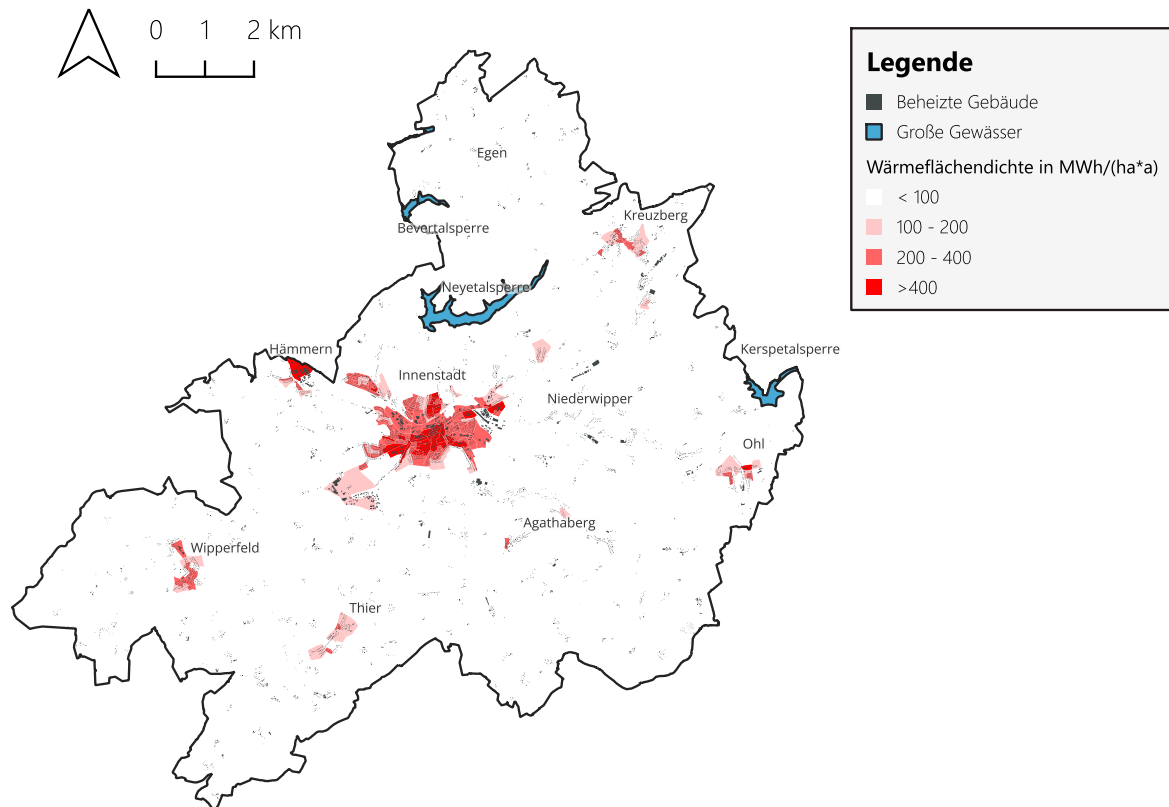 0 1 2 km
Legende
Beheizte Gebäude
Große Gewässer
Wärmeflächendichte in MWh/(ha*a)
< 100
100 - 200
200 - 400
>400
Egen
Kreuzberg
Bevertalsperre
Neyetalsperre
Hämmern
Kerspetalsperre
Innenstadt
Niederwipper
Ohl
Agathaberg
Wipperfeld
Thier